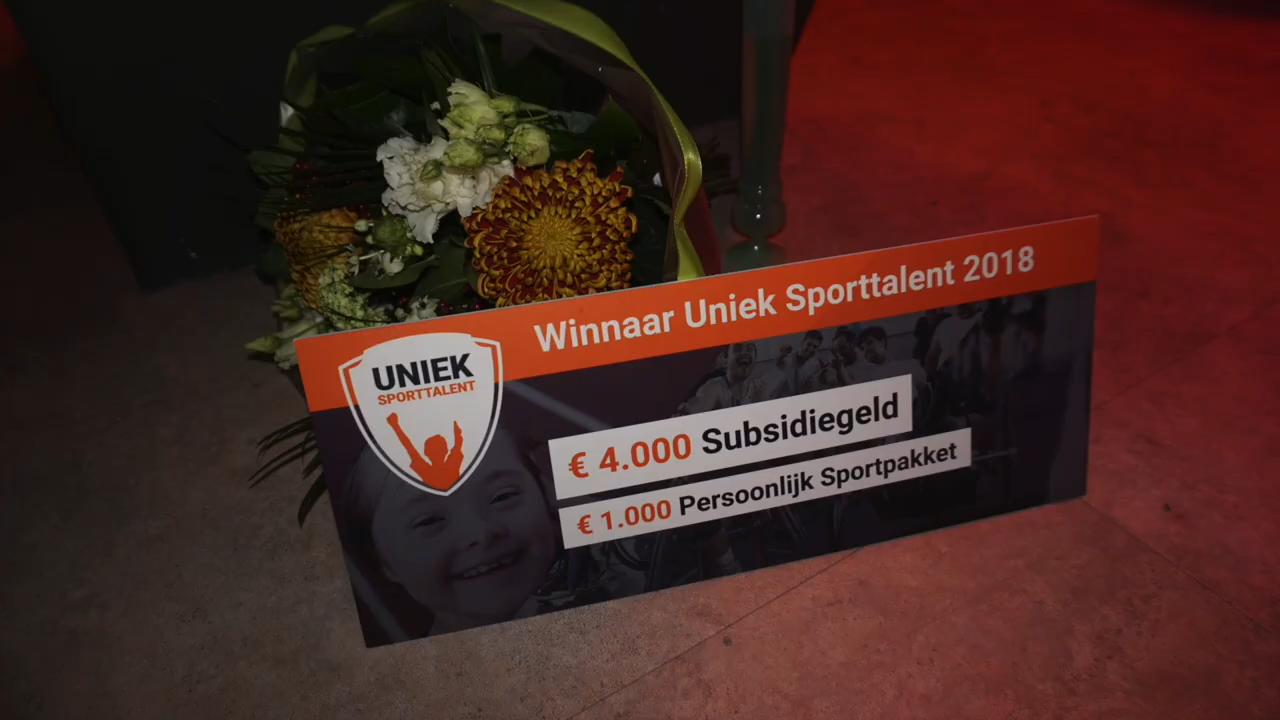 Winnaar Uniek Sporttalent 2018
UNIEK
SPORTTALENT
€ 4.000 Subsidiegeld
€ 1.000 Persoonlijk Sportpakket